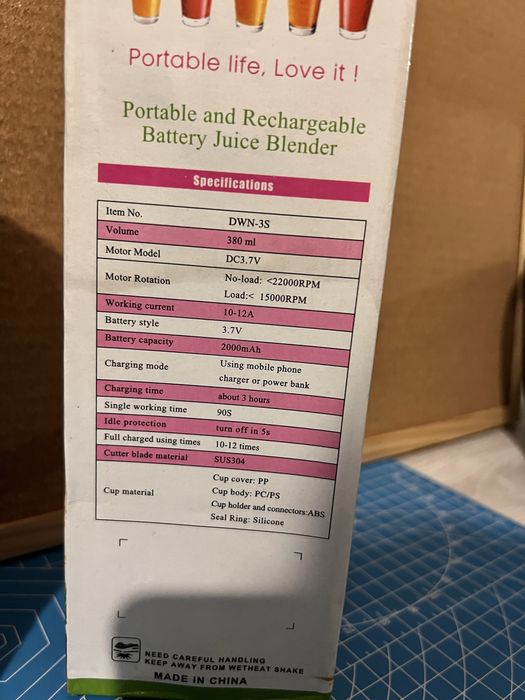 Portable life, Love it !
Portable and Rechargeable
Battery Juice Blender
Specifications
Item No. DWN-3S
Volume 380 ml
Motor Model DC3.7V
Motor Rotation No-load: <22000RPM
Load:< 15000RPM
Working current 10-12A
Battery style 3.7V
Battery capacity 2000mAh
Charging mode Using mobile phone
charger or power bank
Charging time about 3 hours
Single working time 90S
Idle protection turn off in 5s
Full charged using times 10-12 times
Cutter blade material SUS304
Cup material Cup cover: PP
Cup body: PC/PS
Cup holder and connectors:ABS
Seal Ring: Silicone
NEED CAREFUL HANDLING
KEEP AWAY FROM WETHEAT SHAKE
MADE IN CHINA